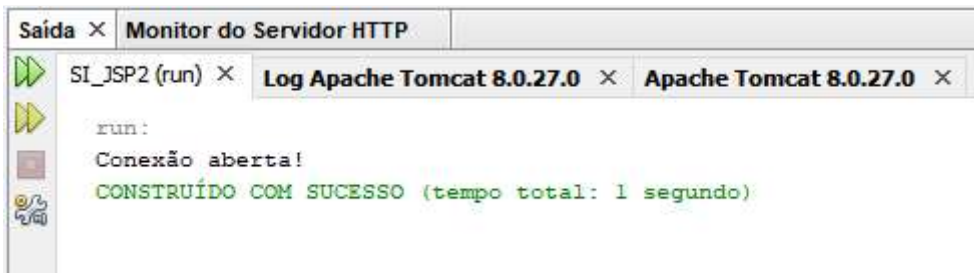 Saída × Monitor do Servidor HTTP
SI_JSP2 (run) × Log Apache Tomcat 8.0.27.0 × Apache Tomcat 8.0.27.0 ×
run:
Conexão aberta!
CONSTRUÍDO COM SUCESSO (tempo total: 1 segundo)